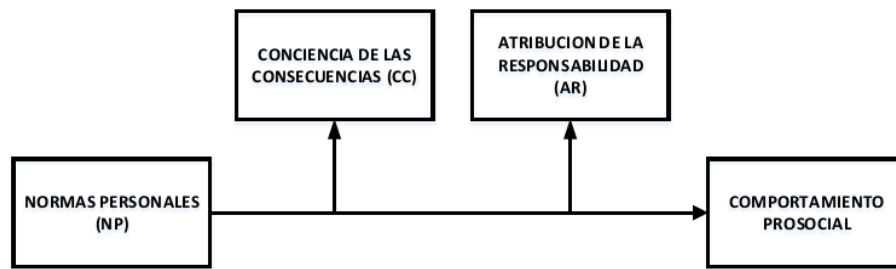 CONCIENCIA DE LAS
CONSECUENCIAS (CC)
ATRIBUCION DE LA
RESPONSABILIDAD
(AR)
NORMAS PERSONALES
(NP)
COMPORTAMIENTO
PROSOCIAL